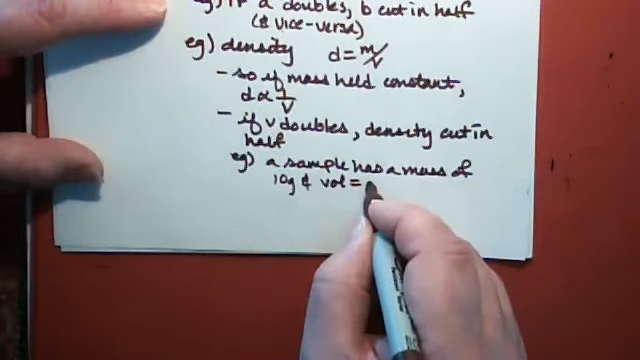 eg) if a doubles, b cut in half
(& vice-versa)
eg) density d = m/V
- so if mass held constant,
d ∝ 1/V
- if V doubles, density cut in
half
eg) a sample has a mass of
10g & vol =